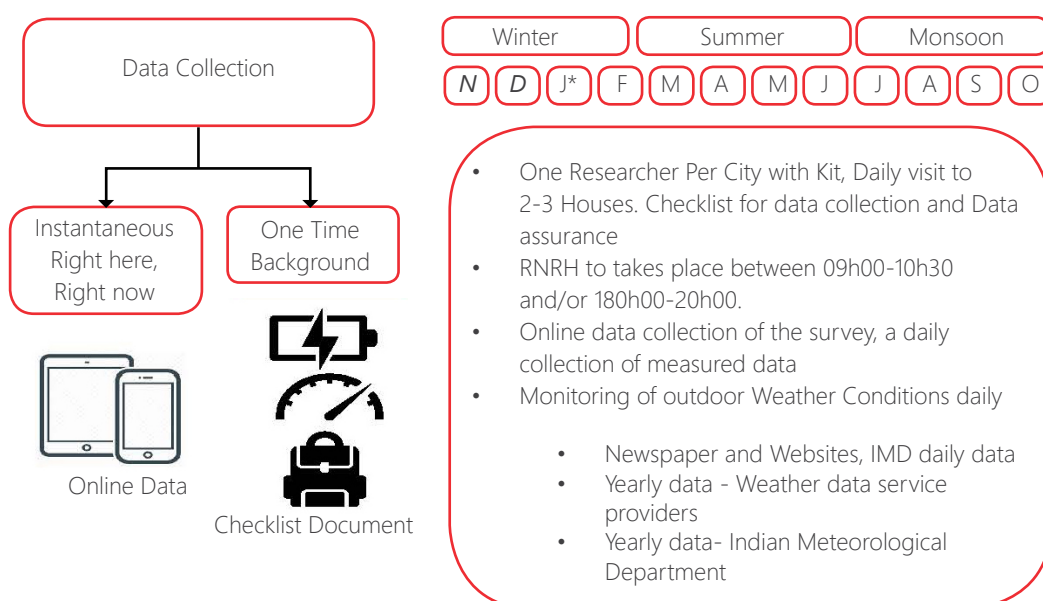 Data Collection
Instantaneous
Right here,
Right now
One Time
Background
Online Data
Checklist Document
Winter Summer Monsoon
N D J* F M A M J J A S O
• One Researcher Per City with Kit, Daily visit to
2-3 Houses. Checklist for data collection and Data
assurance
• RNRH to takes place between 09h00-10h30
and/or 180h00-20h00.
• Online data collection of the survey, a daily
collection of measured data
• Monitoring of outdoor Weather Conditions daily
• Newspaper and Websites, IMD daily data
• Yearly data - Weather data service
providers
• Yearly data- Indian Meteorological
Department